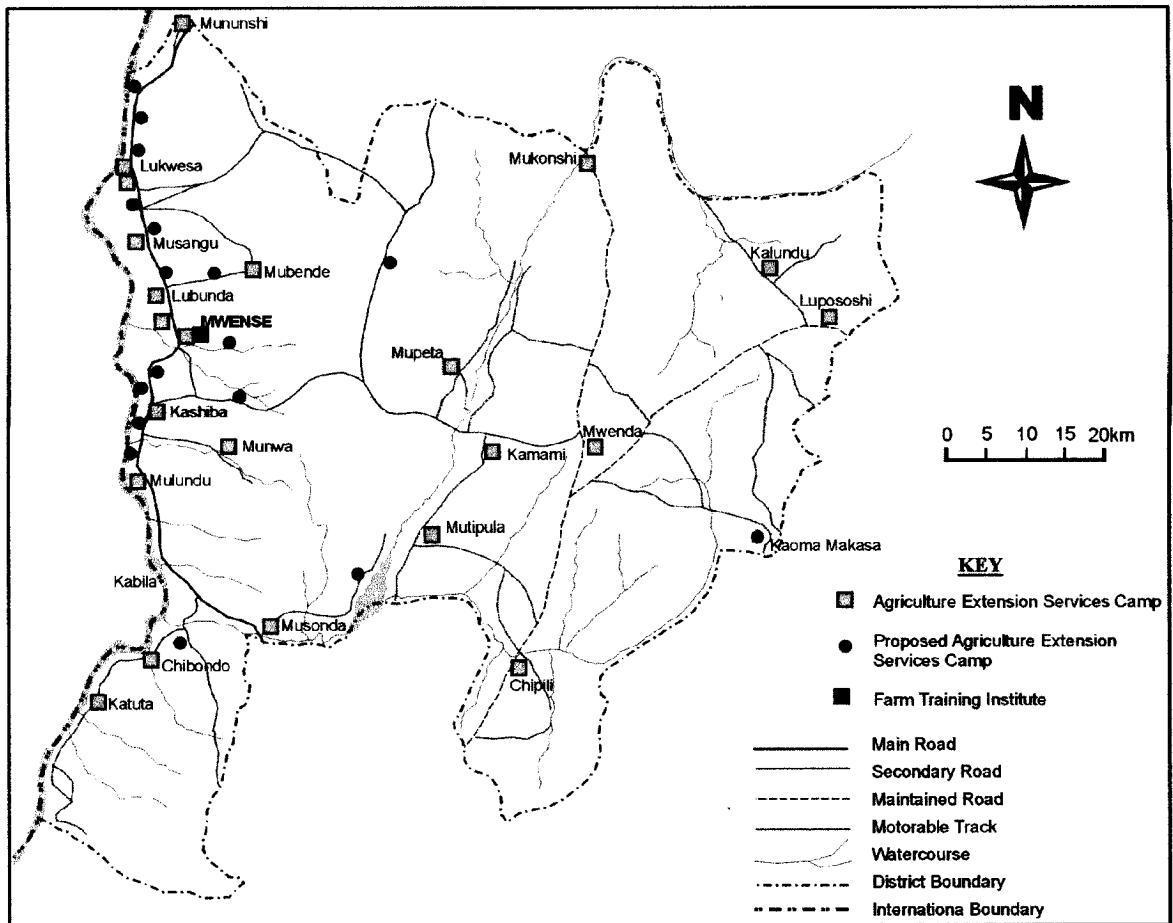 Mununshi
N
Mukonshi
Lukwesa
Musangu
Mubende
Kalundu
Lubunda
Lupososhi
MWENSE
Mupeta
Kashiba
Mwenda
0 5 10 15 20km
Munwa
Kamami
Mulundu
Mutipula
Kaoma Makasa
Kabila
Musonda
Chibondo
Chipili
Katuta
KEY
Agriculture Extension Services Camp
Proposed Agriculture Extension
Services Camp
Farm Training Institute
Main Road
Secondary Road
Maintained Road
Motorable Track
Watercourse
District Boundary
Internationa Boundary